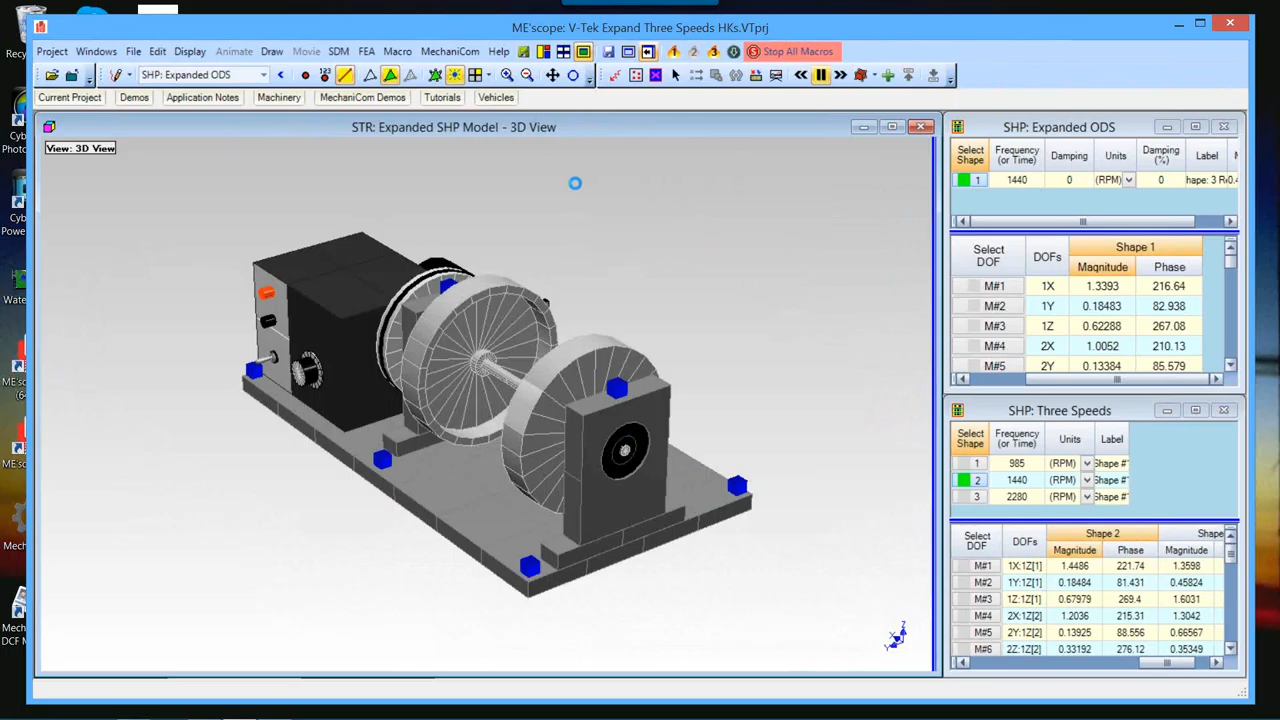 ME'scope: V-Tek Expand Three Speeds HKs.VTprj
Project Windows File Edit Display Animate Draw Movie SDM FEA Macro MechaniCom Stop All Macros
SHP: Expanded ODS
Current Project Demos Application Notes Machinery MechaniCom Demos Tutorials Vehicles
STR: Expanded SHP Model - 3D View
View: 3D View
SHP: Expanded ODS
Select Shape Frequency (or Time) Damping Units Damping (%) Label
1 1440 0 (RPM) 0
Select DOF DOFs Shape 1
Magnitude Phase
M#1 1X 1.3393 216.64
M#2 1Y 0.18483 82.938
M#3 1Z 0.62288 267.08
M#4 2X 1.0052 210.13
M#5 2Y 0.13925 85.579
SHP: Three Speeds
Select Shape Frequency (or Time) Units Label
1 985 (RPM) Shape #
2 1440 (RPM) Shape #
3 2280 (RPM) Shape #
Select DOF DOFs Shape 2 Shape
Magnitude Phase Magnitude
M#1 1X:1Z[1] 1.4486 221.74 1.3598
M#2 1Y:1Z[1] 0.18484 81.431 0.45824
M#3 1Z:1Z[1] 0.67979 269.4 1.6031
M#4 2X:1Z[2] 1.2036 215.31 1.3042
M#5 2Y:1Z[2] 0.13925 88.556 0.66567
M#6 2Z:1Z[2] 0.33192 276.12 0.35349